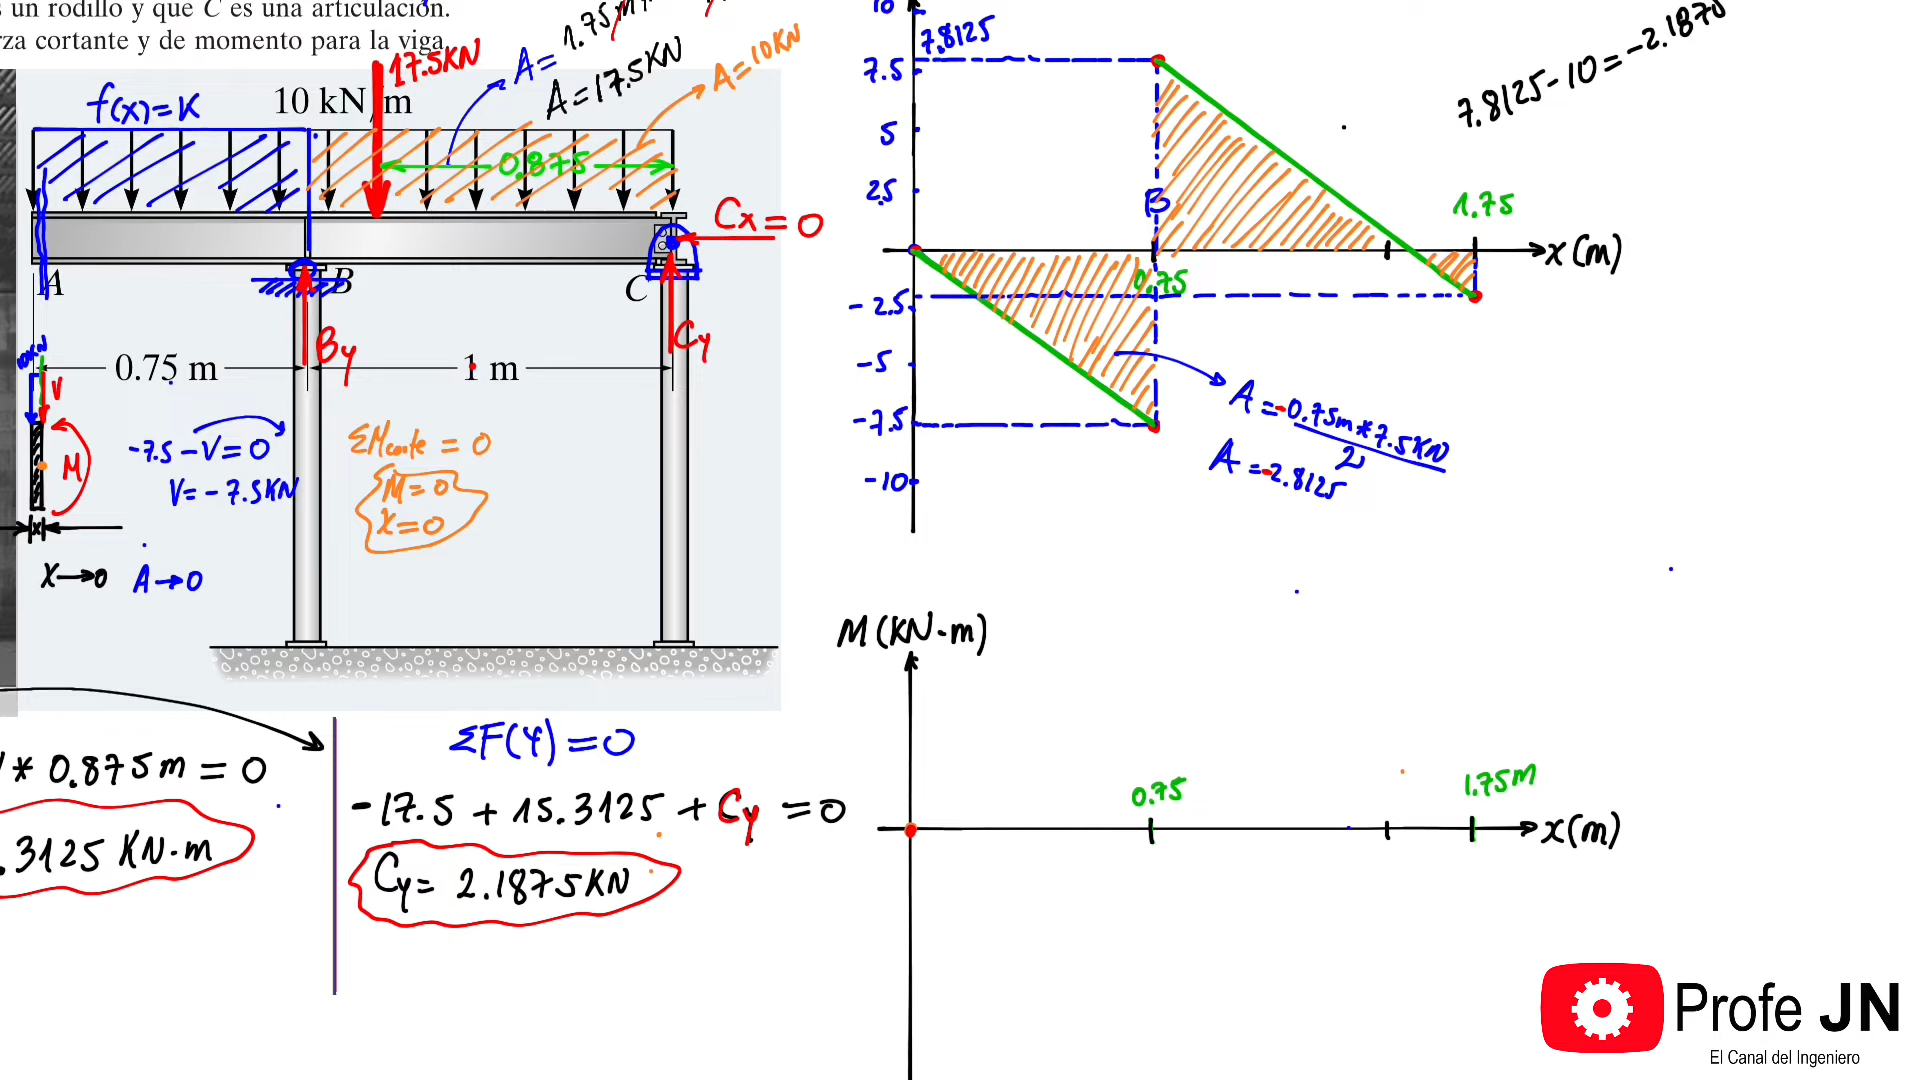 s un rodillo y que C es una articulación.
rza cortante y de momento para la viga.
17.5KN
A=
1.75m
A=17.5KN
A=10KN
f(x)=K
10 kN/m
0.875
Cx=0
A
B
C
By
Cy
0.75 m
1 m
10KN
V
M
x
-7.5-V=0
V=-7.5KN
ΣMcorte=0
M=0
X=0
X→0
A→0
* 0.875m=0
.3125 KN·m
ΣF(Y)=0
-17.5+15.3125+Cy=0
Cy=2.1875KN
10
7.8125
7.5
5
2.5
-2.5
-5
-7.5
-10
B
0.75
1.75
x(m)
7.8125-10=-2.1875
A=-0.75m*7.5KN
2
A=-2.8125
M(KN-m)
0.75
1.75M
x(m)
Profe JN
El Canal del Ingeniero